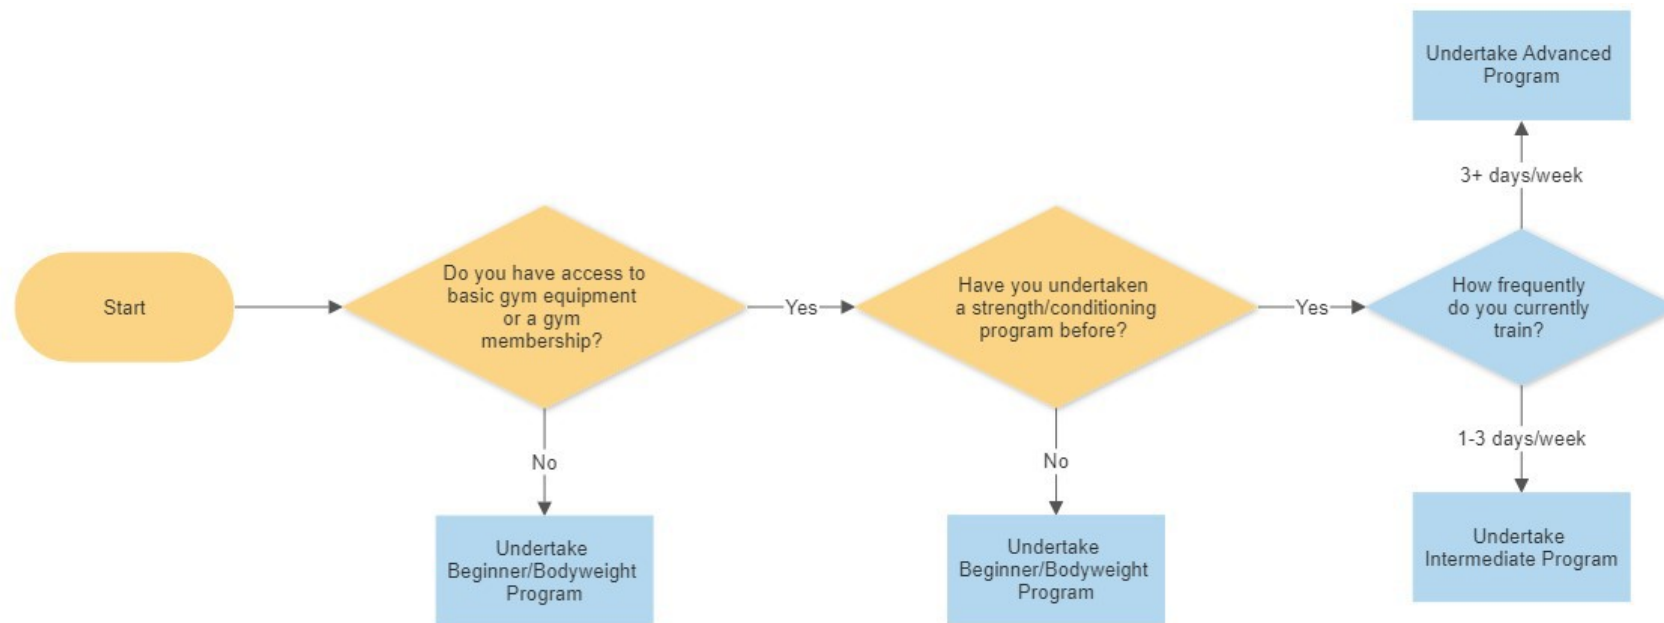 Start
Do you have access to
basic gym equipment
or a gym
membership?
Yes
No
Undertake
Beginner/Bodyweight
Program
Have you undertaken
a strength/conditioning
program before?
Yes
No
Undertake
Beginner/Bodyweight
Program
How frequently
do you currently
train?
3+ days/week
Undertake Advanced
Program
1-3 days/week
Undertake
Intermediate Program